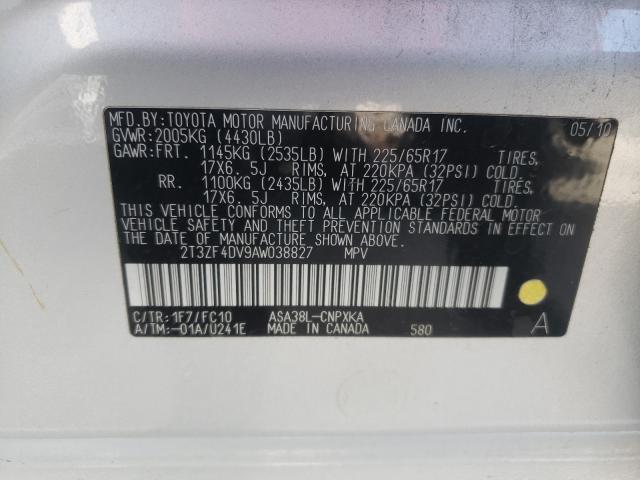 MFD.BY:TOYOTA MOTOR MANUFACTURING CANADA INC. 05/10
GVWR:2005KG (4430LB)
GAWR:FRT. 1145KG (2535LB) WITH 225/65R17 TIRES,
17X6.5J RIMS, AT 220KPA (32PSI) COLD.
RR. 1100KG (2435LB) WITH 225/65R17 TIRES,
17X6.5J RIMS, AT 220KPA (32PSI) COLD.
THIS VEHICLE CONFORMS TO ALL APPLICABLE FEDERAL MOTOR
VEHICLE SAFETY STANDARDS IN EFFECT ON THE DATE
OF MANUFACTURE SHOWN ABOVE.
2T3ZF4DV9AW038827 MPV
C/TR:1F7/FC10 ASA38L-CNPXKA A
A/TM:-01A/U241E MADE IN CANADA 580